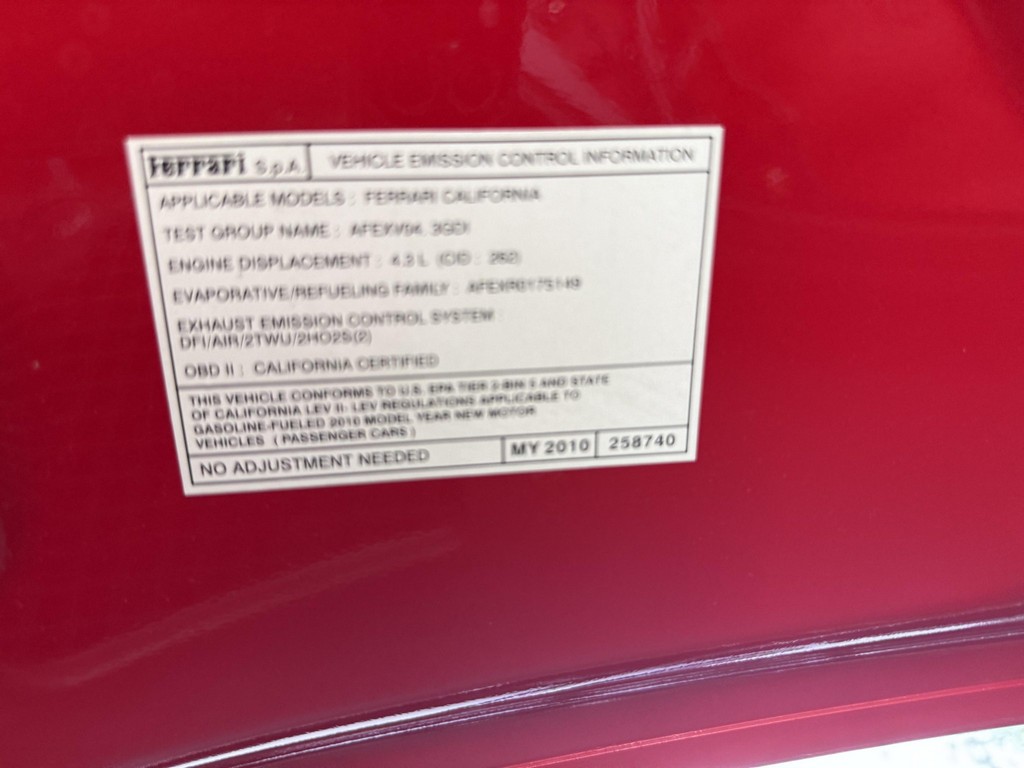 Ferrari S.p.A. VEHICLE EMISSION CONTROL INFORMATION
APPLICABLE MODELS : FERRARI CALIFORNIA
TEST GROUP NAME :
ENGINE DISPLACEMENT : 4.3 L (CID : 262)
EVAPORATIVE/REFUELING FAMILY :
EXHAUST EMISSION CONTROL SYSTEM
DFI/AIR/2TWU/2HO2S(2)
OBD II : CALIFORNIA CERTIFIED
THIS VEHICLE CONFORMS TO U.S. EPA TIER 2 BIN 5 AND STATE
OF CALIFORNIA LEV II: LEV REGULATIONS APPLICABLE TO
GASOLINE-FUELED 2010 MODEL YEAR NEW MOTOR
VEHICLES ( PASSENGER CARS )
NO ADJUSTMENT NEEDED MY 2010 258740